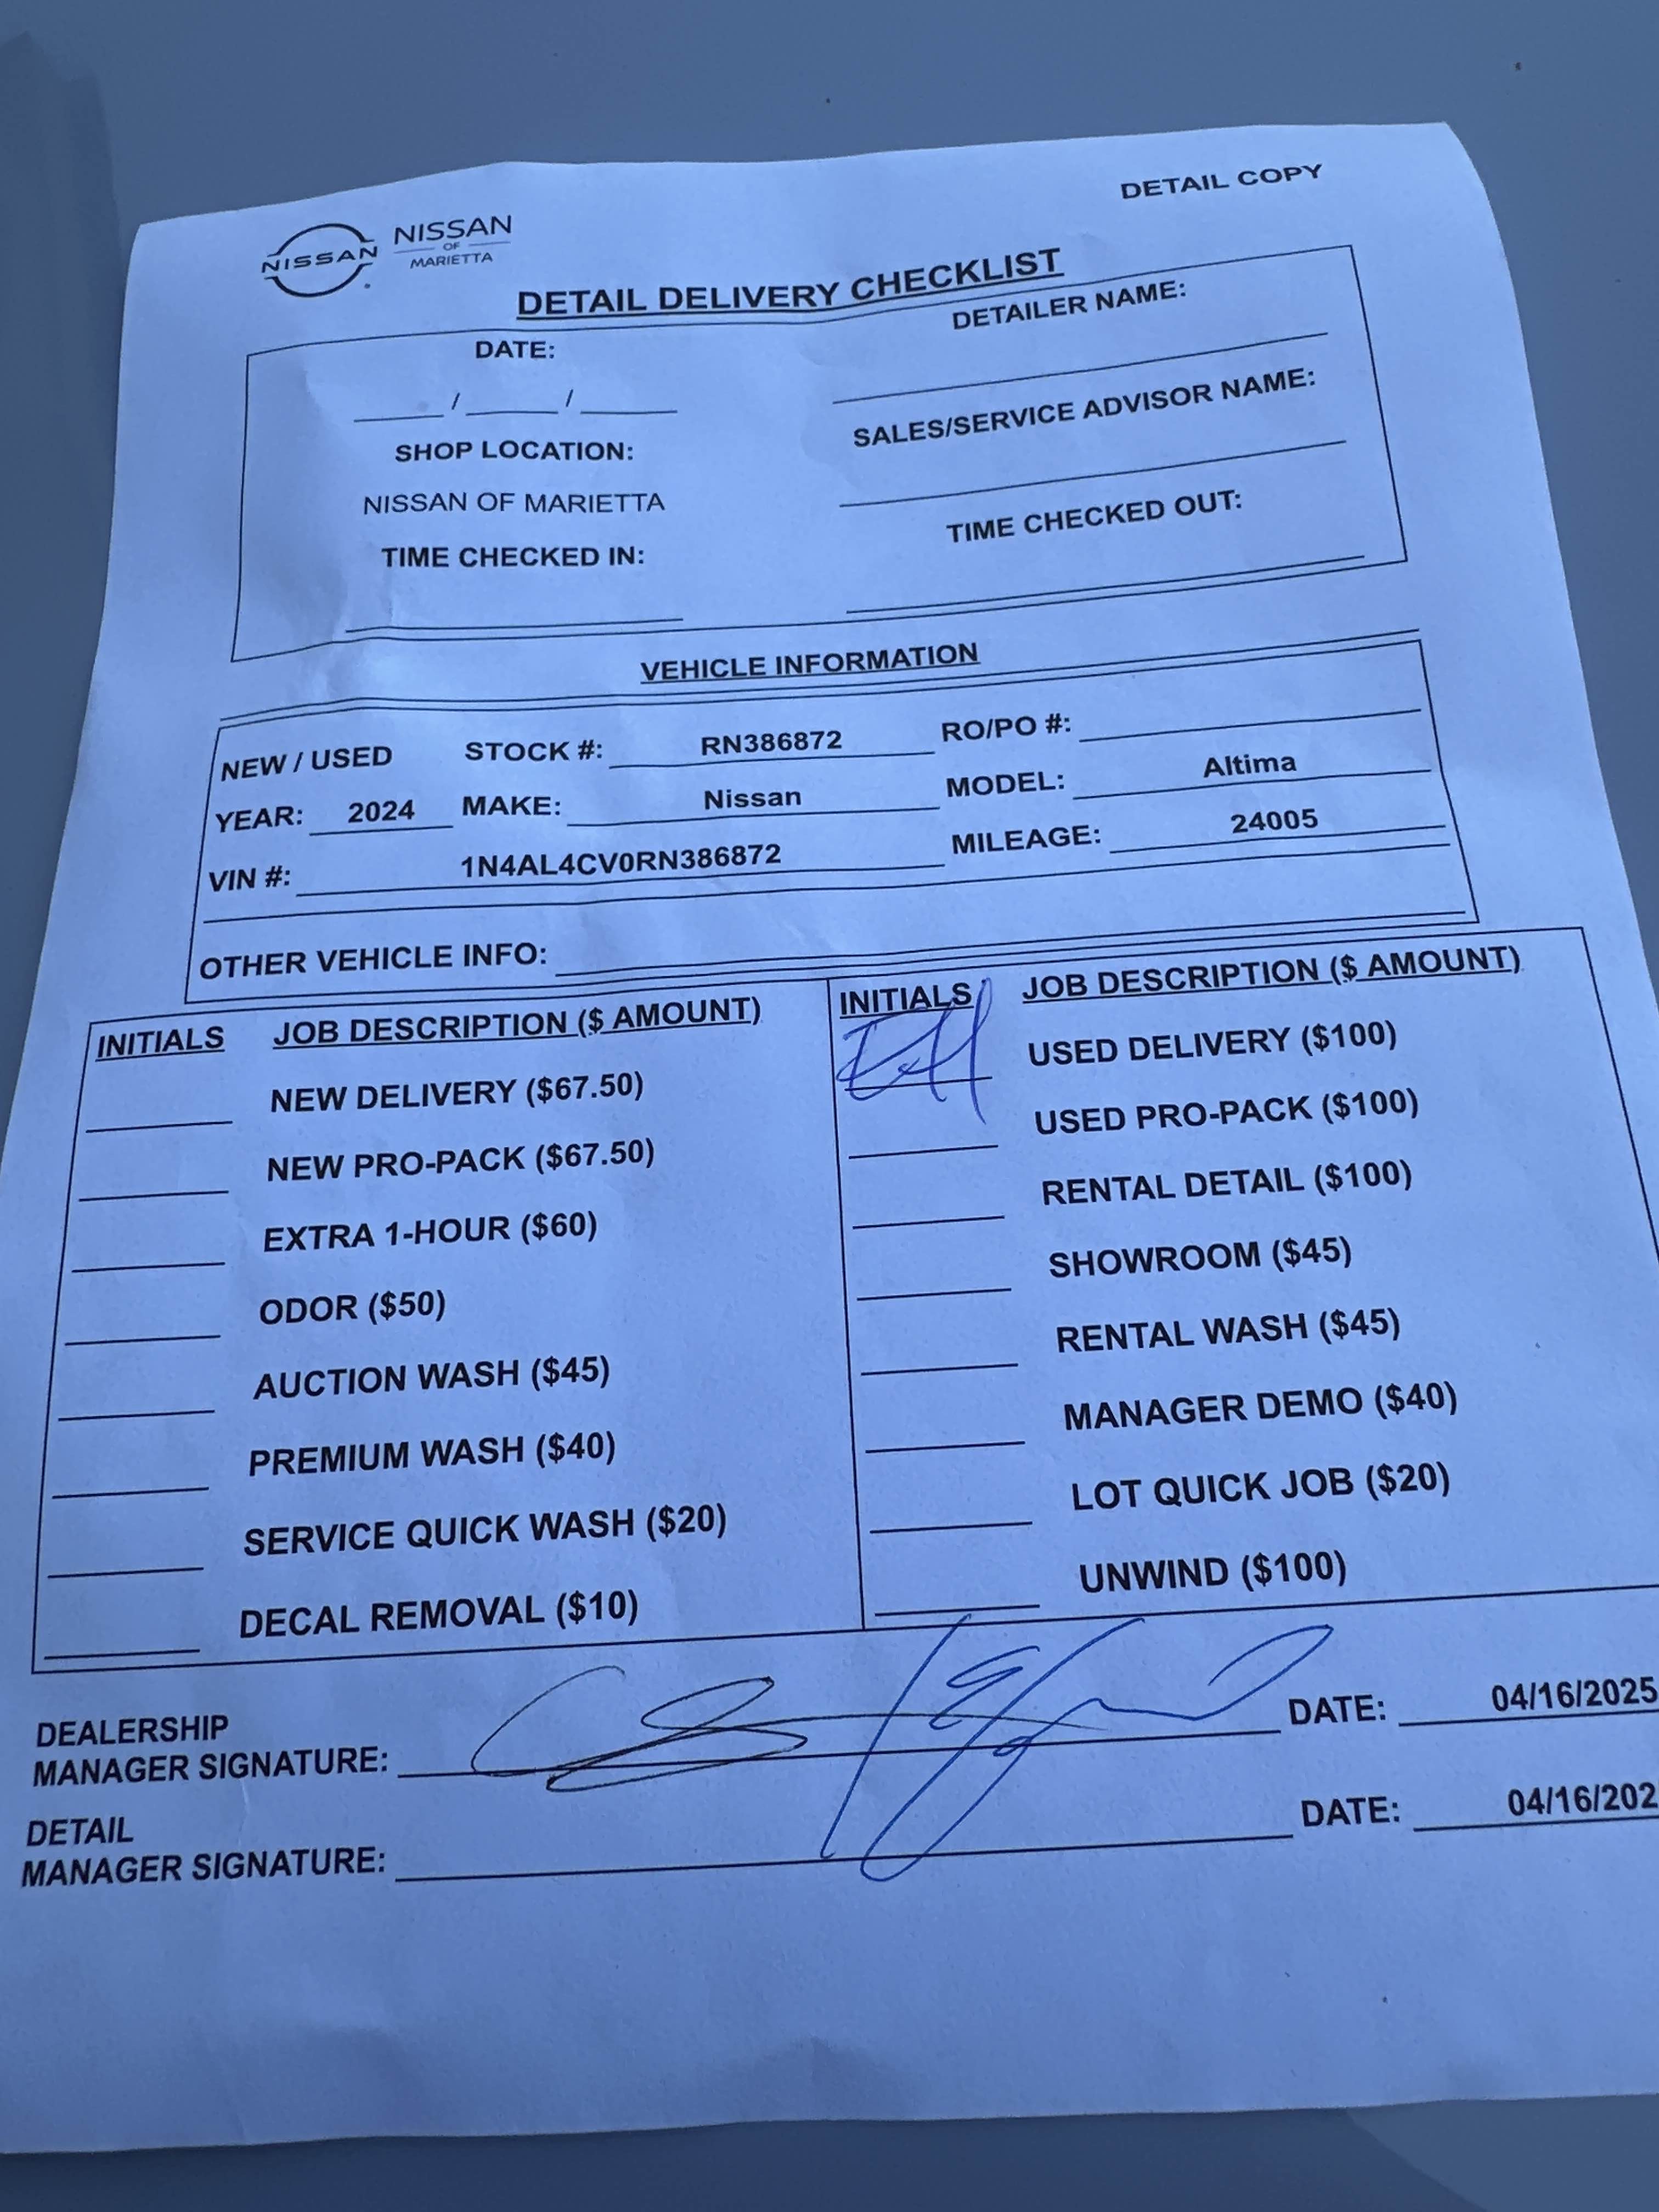 DETAIL COPY
NISSAN
NISSAN
OF
MARIETTA
DETAIL DELIVERY CHECKLIST
DATE:
____/____/____
SHOP LOCATION:
NISSAN OF MARIETTA
TIME CHECKED IN:
DETAILER NAME:
SALES/SERVICE ADVISOR NAME:
TIME CHECKED OUT:
VEHICLE INFORMATION
NEW / USED STOCK #: RN386872 RO/PO #:
YEAR: 2024 MAKE: Nissan MODEL: Altima
VIN #: 1N4AL4CV0RN386872 MILEAGE: 24005
OTHER VEHICLE INFO:
INITIALS JOB DESCRIPTION ($ AMOUNT)
NEW DELIVERY ($67.50)
NEW PRO-PACK ($67.50)
EXTRA 1-HOUR ($60)
ODOR ($50)
AUCTION WASH ($45)
PREMIUM WASH ($40)
SERVICE QUICK WASH ($20)
DECAL REMOVAL ($10)
INITIALS JOB DESCRIPTION ($ AMOUNT)
USED DELIVERY ($100)
USED PRO-PACK ($100)
RENTAL DETAIL ($100)
SHOWROOM ($45)
RENTAL WASH ($45)
MANAGER DEMO ($40)
LOT QUICK JOB ($20)
UNWIND ($100)
DEALERSHIP
MANAGER SIGNATURE: DATE: 04/16/2025
DETAIL
MANAGER SIGNATURE: DATE: 04/16/202